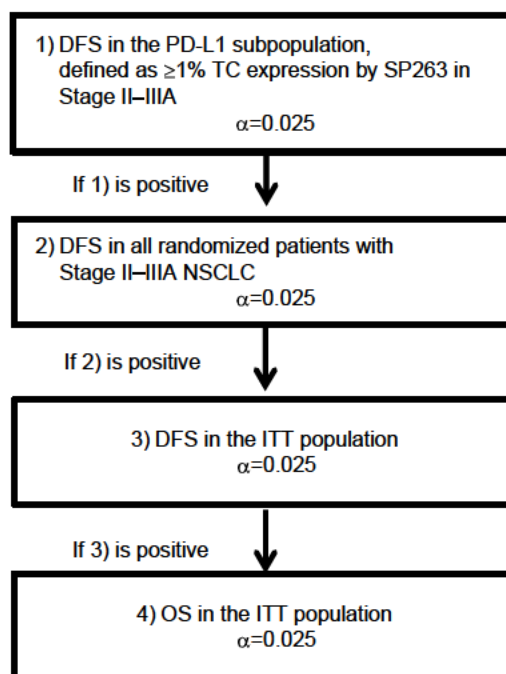 1) DFS in the PD-L1 subpopulation,
defined as ≥1% TC expression by SP263 in
Stage II–IIIA
α=0.025
If 1) is positive
2) DFS in all randomized patients with
Stage II–IIIA NSCLC
α=0.025
If 2) is positive
3) DFS in the ITT population
α=0.025
If 3) is positive
4) OS in the ITT population
α=0.025